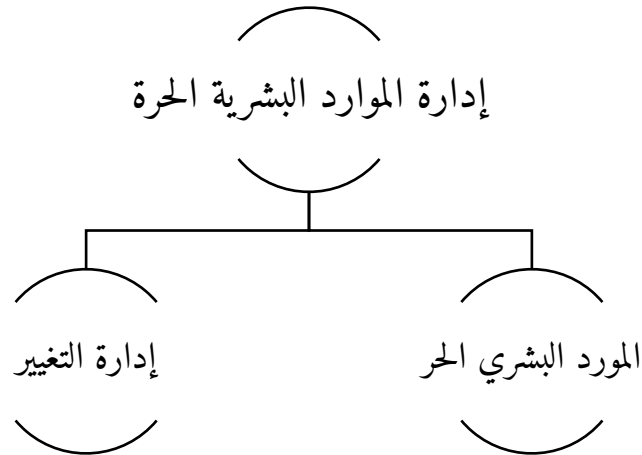 إدارة الموارد البشرية الحرة
المورد البشري الحر
إدارة التغيير